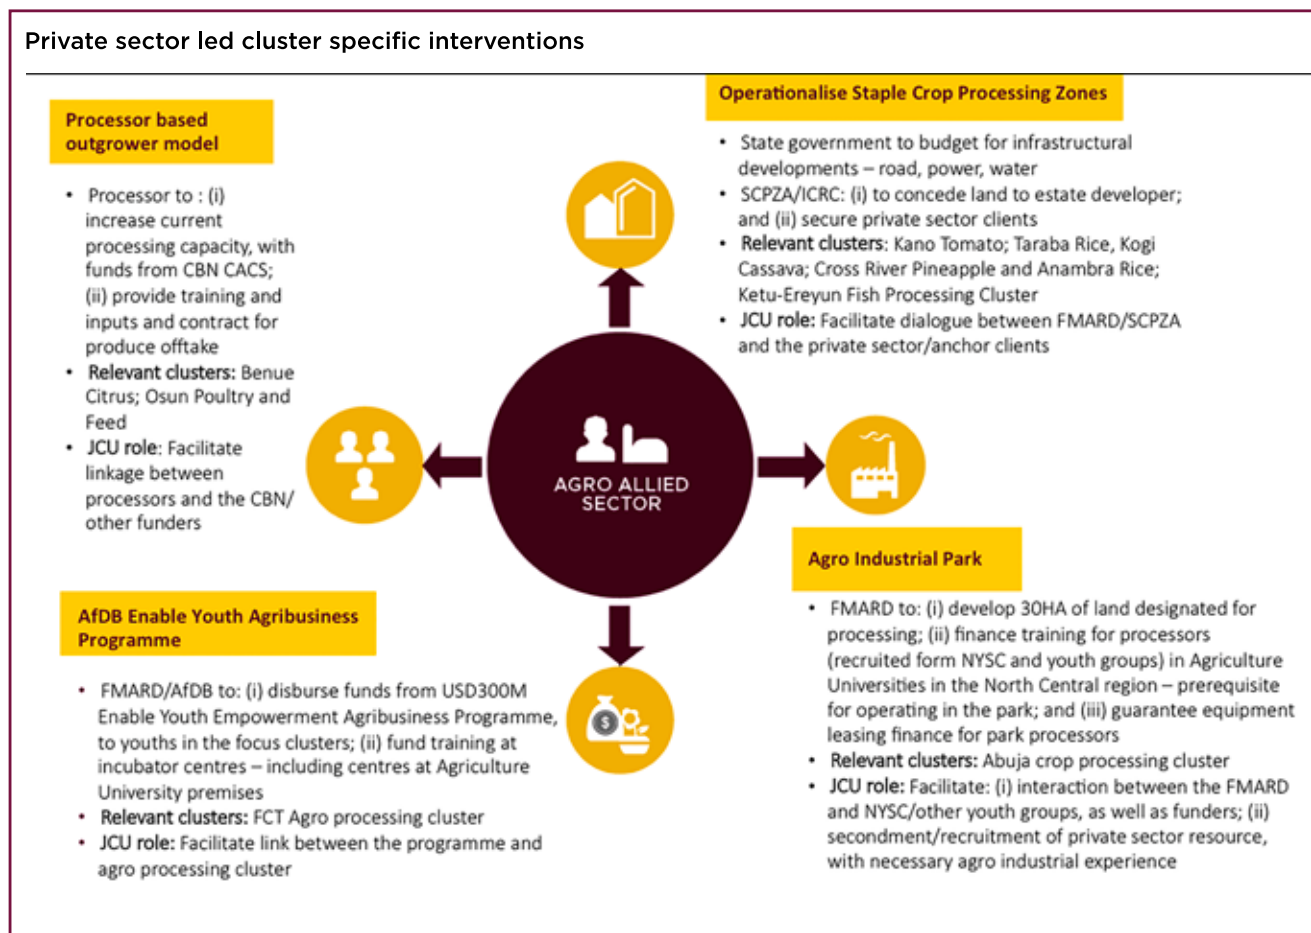 Private sector led cluster specific interventions
Processor based
outgrower model
• Processor to : (i)
increase current
processing capacity, with
funds from CBN CACS;
(ii) provide training and
inputs and contract for
produce offtake
• Relevant clusters: Benue
Citrus; Osun Poultry and
Feed
• JCU role: Facilitate
linkage between
processors and the CBN/
other funders
Operationalise Staple Crop Processing Zones
• State government to budget for infrastructural
developments – road, power, water
• SCPZA/ICRC: (i) to concede land to estate developer;
and (ii) secure private sector clients
• Relevant clusters: Kano Tomato; Taraba Rice, Kogi
Cassava; Cross River Pineapple and Anambra Rice;
Ketu-Ereyun Fish Processing Cluster
• JCU role: Facilitate dialogue between FMARD/SCPZA
and the private sector/anchor clients
AGRO ALLIED
SECTOR
AfDB Enable Youth Agribusiness
Programme
• FMARD/AfDB to: (i) disburse funds from USD300M
Enable Youth Empowerment Agribusiness Programme,
to youths in the focus clusters; (ii) fund training at
incubator centres – including centres at Agriculture
University premises
• Relevant clusters: FCT Agro processing cluster
• JCU role: Facilitate link between the programme and
agro processing cluster
$
Agro Industrial Park
• FMARD to: (i) develop 30HA of land designated for
processing; (ii) finance training for processors
(recruited form NYSC and youth groups) in Agriculture
Universities in the North Central region – prerequisite
for operating in the park; and (iii) guarantee equipment
leasing finance for park processors
• Relevant clusters: Abuja crop processing cluster
• JCU role: Facilitate: (i) interaction between the FMARD
and NYSC/other youth groups, as well as funders; (ii)
secondment/recruitment of private sector resource,
with necessary agro industrial experience